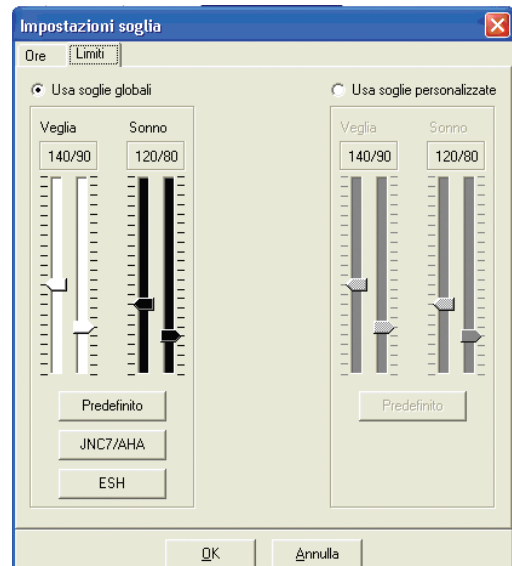 Impostazioni soglia
Ore Limiti
Usa soglie globali
Veglia Sonno
140/90 120/80
Predefinito
JNC7/AHA
ESH
Usa soglie personalizzate
Veglia Sonno
140/90 120/80
Predefinito
OK Annulla